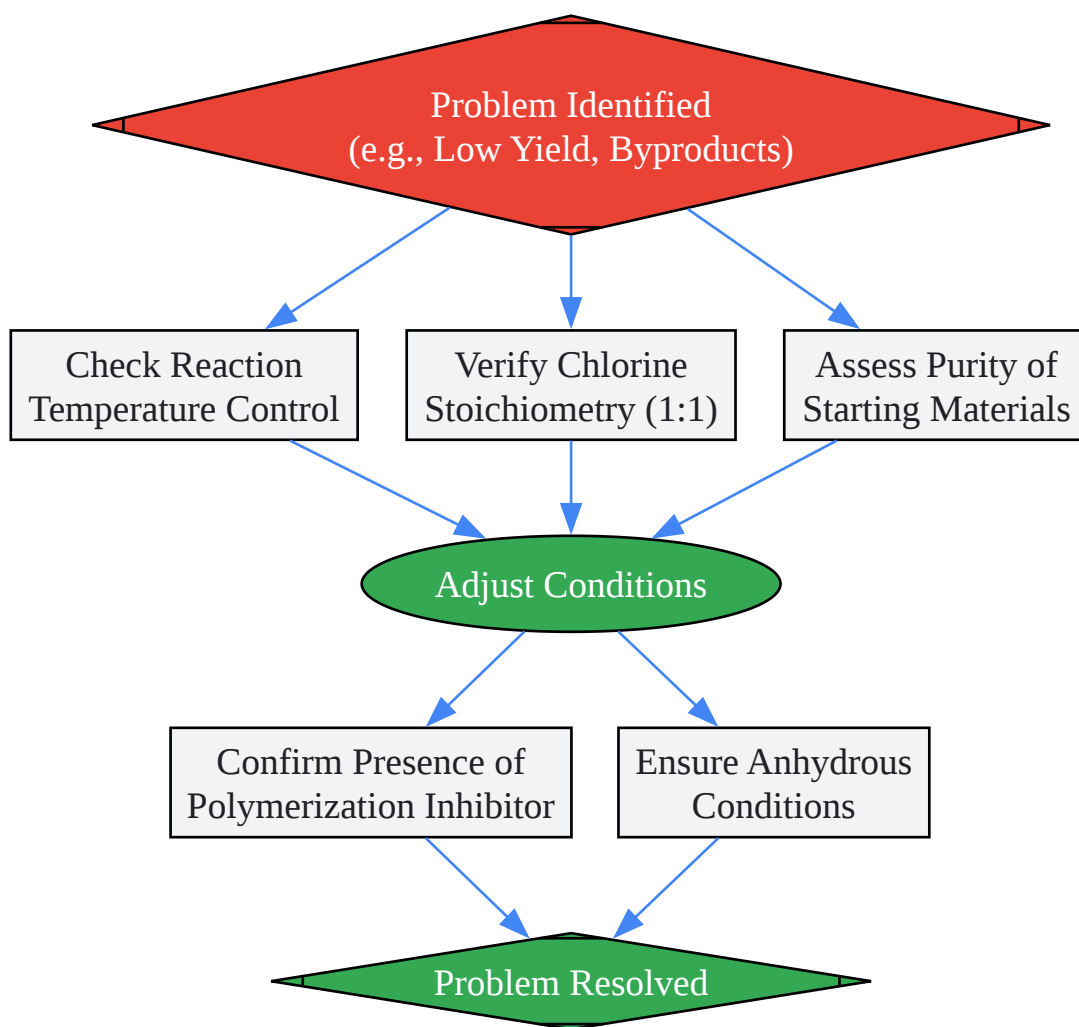 Problem Identified
(e.g., Low Yield, Byproducts)
Check Reaction
Temperature Control
Verify Chlorine
Stoichiometry (1:1)
Assess Purity of
Starting Materials
Adjust Conditions
Confirm Presence of
Polymerization Inhibitor
Ensure Anhydrous
Conditions
Problem Resolved